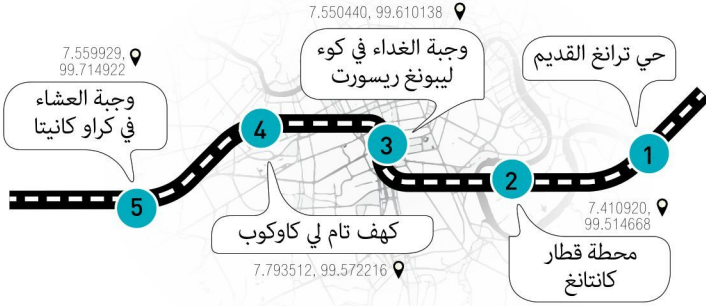 حي ترانغ القديم
1
2
محطة قطار
كانتانغ
7.410920,
99.514668
3
وجبة الغداء في كوء
ليبونغ ريسورت
7.550440, 99.610138
4
كهف تام لي كاوكوب
7.793512, 99.572216
5
وجبة العشاء
في كراو كانيتا
7.559929,
99.714922